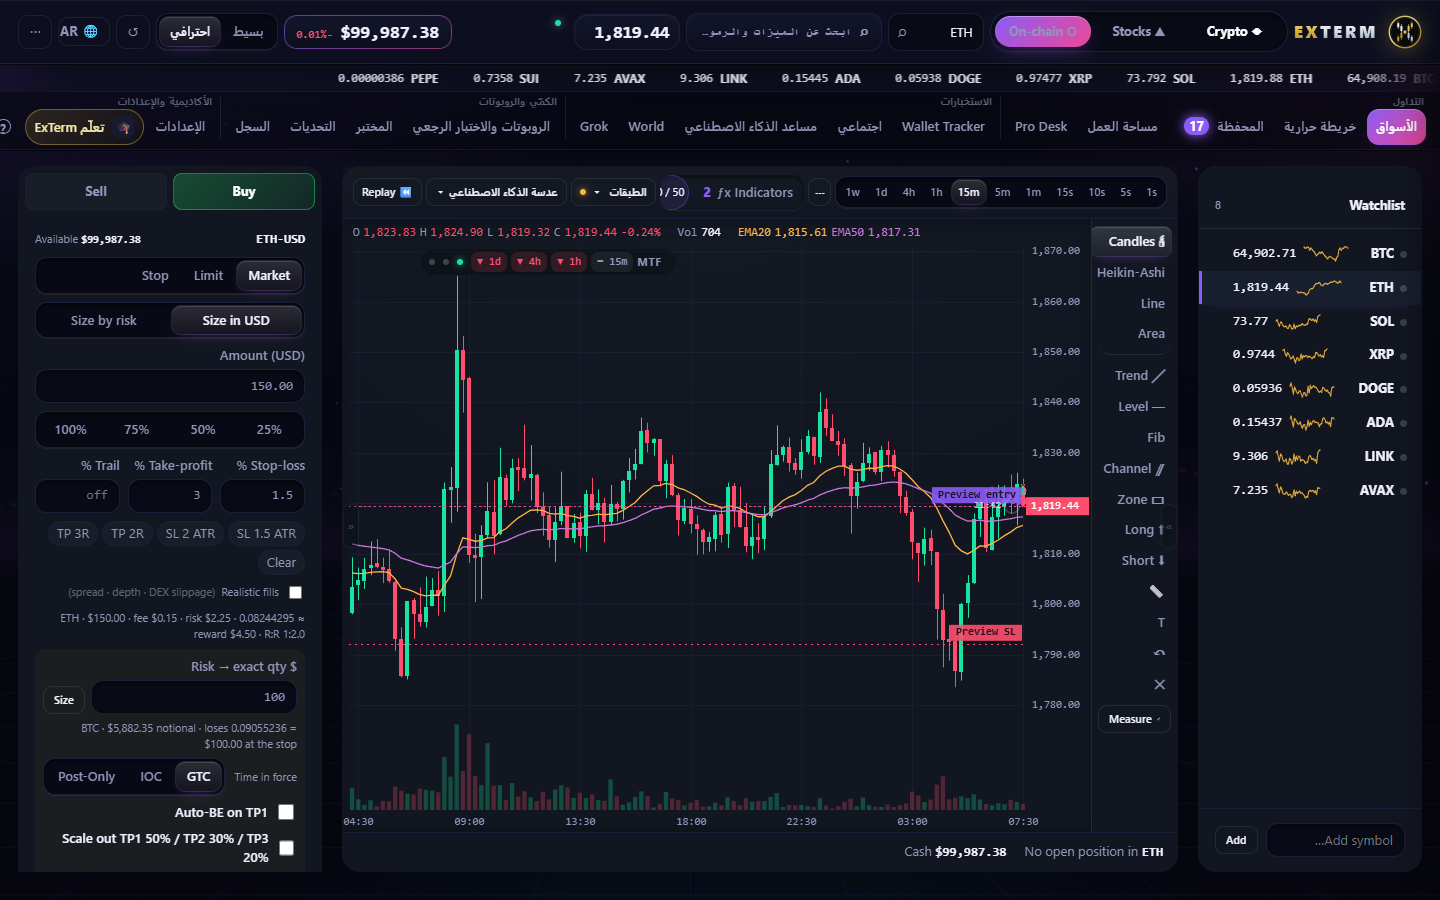 EXTERM
Crypto
Stocks
On-chain
ETH
ابحث عن الميزات والرمو...
1,819.44
$99,987.38 -0.01%
بسيط
احترافي
AR
BTC 64,908.19 ETH 1,819.88 SOL 73.792 XRP 0.97477 DOGE 0.05938 ADA 0.15445 LINK 9.306 AVAX 7.235 SUI 0.7358 PEPE 0.00000386
التداول
الاستخبارات
الكمّي والروبوتات
الأكاديمية والإعدادات
الأسواق
خريطة حرارية
المحفظة 17
مساحة العمل
Pro Desk
Wallet Tracker
اجتماعي
مساعد الذكاء الاصطناعي
World
Grok
الروبوتات والاختبار الرجعي
المختبر
التحديات
السجل
الإعدادات
تعلّم ExTerm
?
Watchlist 8
BTC 64,902.71
ETH 1,819.44
SOL 73.77
XRP 0.9744
DOGE 0.05936
ADA 0.15437
LINK 9.306
AVAX 7.235
Add symbol...
Add
1s 5s 10s 15s 1m 5m 15m 1h 4h 1d 1w
ƒx Indicators 2
/ 50
الطبقات
عدسة الذكاء الاصطناعي
Replay
O 1,823.83 H 1,824.90 L 1,819.32 C 1,819.44 -0.24% Vol 704 EMA20 1,815.61 EMA50 1,817.31
MTF 15m 1h 4h 1d
1,870.00
1,860.00
1,850.00
1,840.00
1,830.00
1,819.44
1,810.00
1,800.00
1,790.00
1,780.00
Preview entry
Preview SL
04:30 09:00 13:30 18:00 22:30 03:00 07:30
Candles
Heikin-Ashi
Line
Area
Trend
Level
Fib
Channel
Zone
Long
Short
T
Measure
Cash $99,987.38 No open position in ETH
Sell
Buy
Available $99,987.38
ETH-USD
Stop Limit Market
Size by risk Size in USD
Amount (USD)
150.00
100% 75% 50% 25%
% Trail % Take-profit % Stop-loss
off 3 1.5
TP 3R TP 2R SL 2 ATR SL 1.5 ATR
Clear
(spread · depth · DEX slippage) Realistic fills
ETH · $150.00 · fee $0.15 · risk $2.25 · 0.08244295 ≈
reward $4.50 · R:R 1:2.0
Risk → exact qty $
Size
100
BTC · $5,882.35 notional · loses 0.09055236 =
$100.00 at the stop
Post-Only IOC GTC Time in force
Auto-BE on TP1
Scale out TP1 50% / TP2 30% / TP3
20%